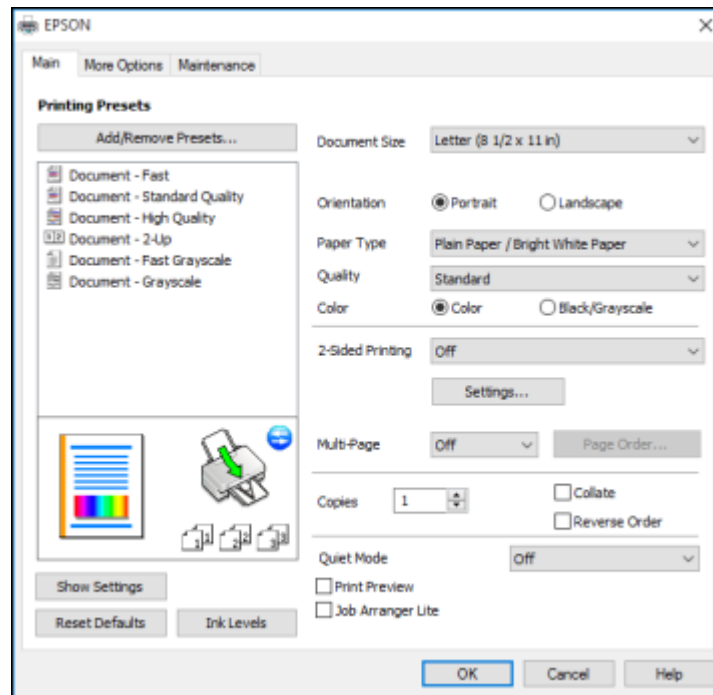 EPSON
Main More Options Maintenance
Printing Presets
Add/Remove Presets...
Document - Fast
Document - Standard Quality
Document - High Quality
Document - 2-Up
Document - Fast Grayscale
Document - Grayscale
Show Settings
Reset Defaults Ink Levels
Document Size Letter (8 1/2 x 11 in)
Orientation Portrait Landscape
Paper Type Plain Paper / Bright White Paper
Quality Standard
Color Color Black/Grayscale
2-Sided Printing Off
Settings...
Multi-Page Off Page Order...
Copies 1 Collate
Reverse Order
Quiet Mode Off
Print Preview
Job Arranger Lite
OK Cancel Help